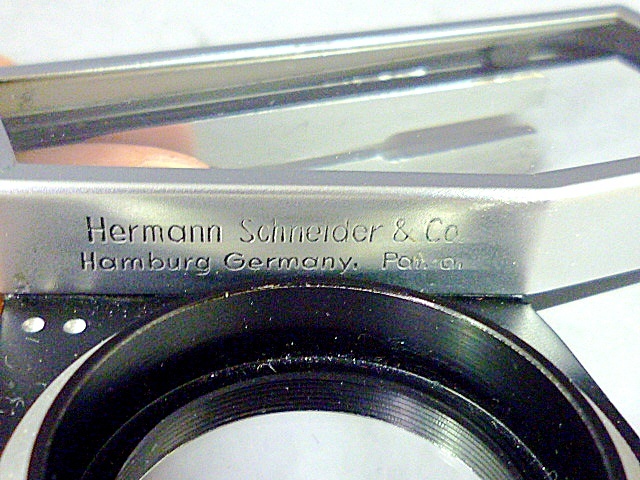 Hermann Schneider & Co
Hamburg Germany. Pat. a.